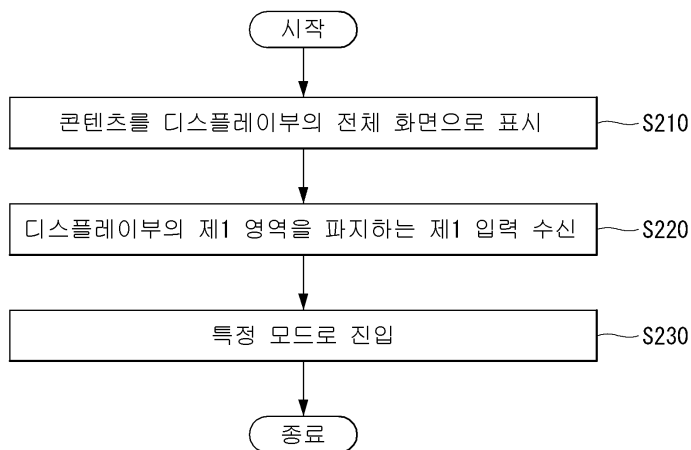 시작
콘텐츠를 디스플레이부의 전체 화면으로 표시
S210
디스플레이부의 제1 영역을 파지하는 제1 입력 수신
S220
특정 모드로 진입
S230
종료